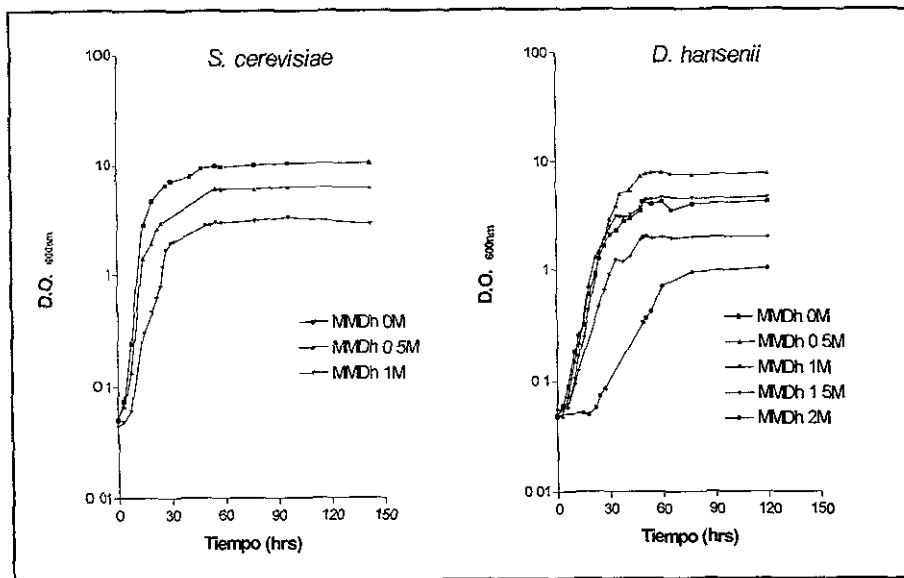 S. cerevisiae
100
10
1
0 1
0 01
D.O. 600nm
MMDh 0M
MMDh 0 5M
MMDh 1M
0 30 60 90 120 150
Tiempo (hrs)
D. hansenii
100
10
1
0.1
0 01
D.O. 600nm
MMDh 0M
MMDh 0 5M
MMDh 1M
MMDh 1 5M
MMDh 2M
0 30 60 90 120 150
Tiempo (hrs)